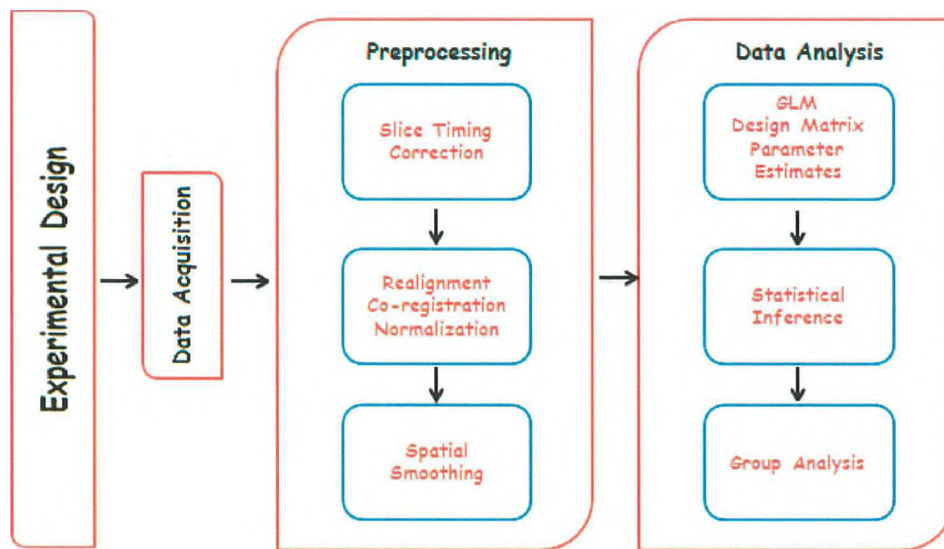 Experimental Design
Data Acquisition
Preprocessing
Slice Timing
Correction
Realignment
Co-registration
Normalization
Spatial
Smoothing
Data Analysis
GLM
Design Matrix
Parameter
Estimates
Statistical
Inference
Group Analysis